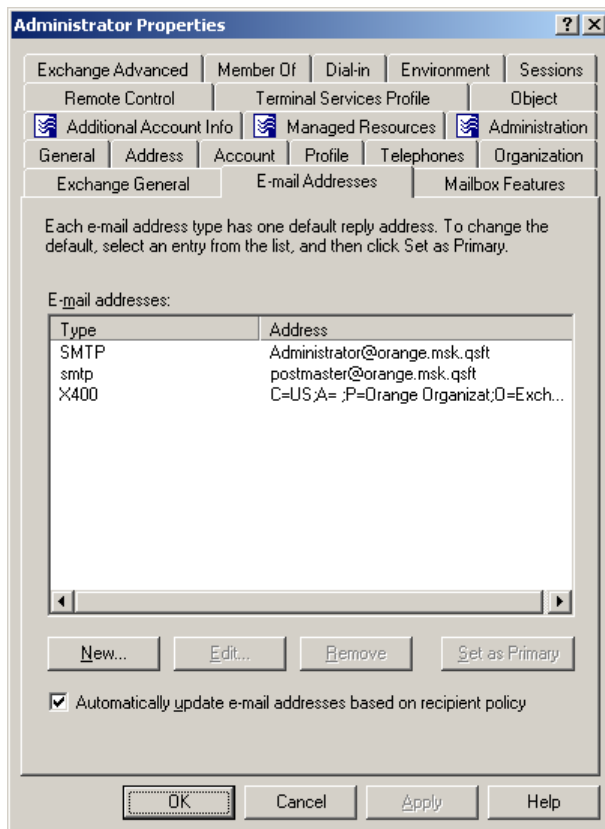 Administrator Properties
Exchange Advanced Member Of Dial-in Environment Sessions
Remote Control Terminal Services Profile Object
Additional Account Info Managed Resources Administration
General Address Account Profile Telephones Organization
Exchange General E-mail Addresses Mailbox Features
Each e-mail address type has one default reply address. To change the
default, select an entry from the list, and then click Set as Primary.
E-mail addresses:
Type Address
SMTP Administrator@orange.msk.qsft
smtp postmaster@orange.msk.qsft
X400 C=US;A= ;P=Orange Organizat;O=Exch...
New... Edit... Remove Set as Primary
Automatically update e-mail addresses based on recipient policy
OK Cancel Apply Help